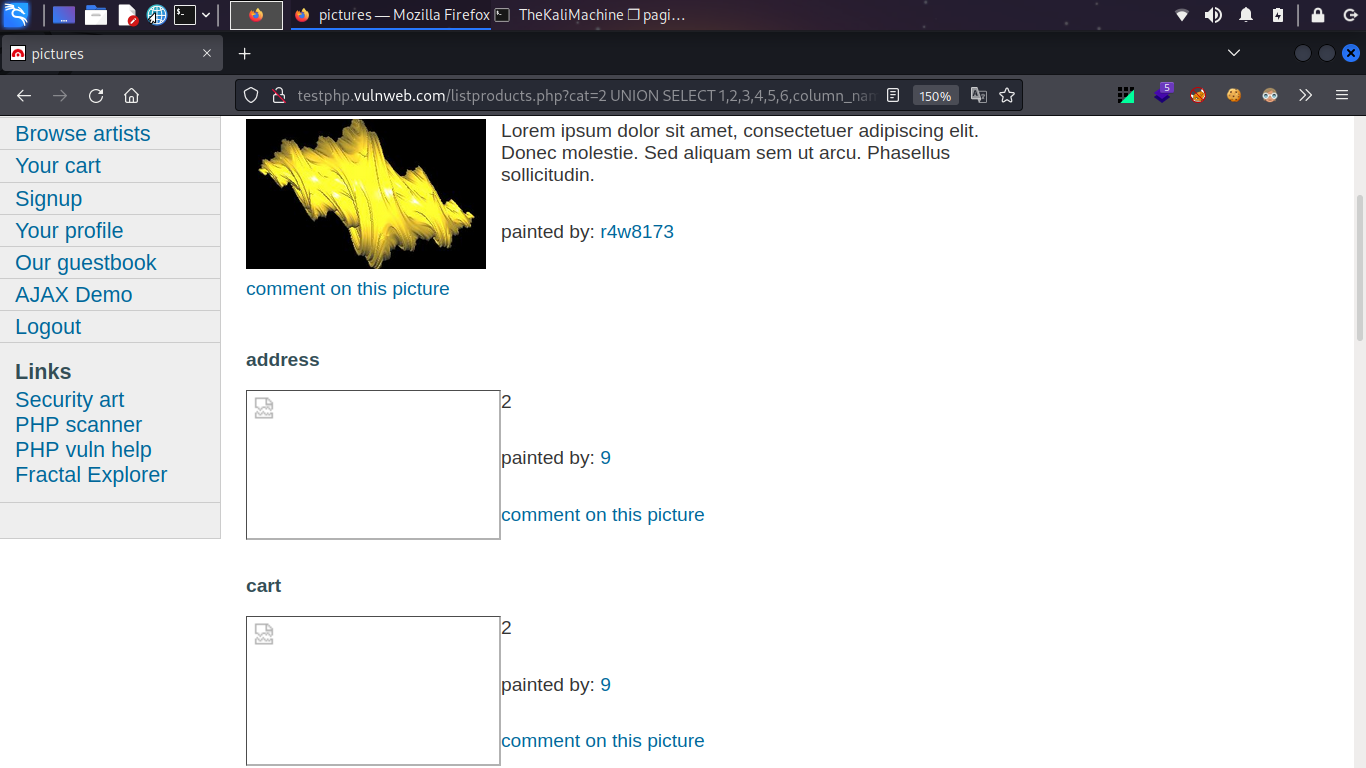 pictures — Mozilla Firefox
TheKaliMachine ❐ pagi…
pictures
testphp.vulnweb.com/listproducts.php?cat=2 UNION SELECT 1,2,3,4,5,6,column_nam
150%
5
Browse artists
Your cart
Signup
Your profile
Our guestbook
AJAX Demo
Logout
Links
Security art
PHP scanner
PHP vuln help
Fractal Explorer
Lorem ipsum dolor sit amet, consectetuer adipiscing elit.
Donec molestie. Sed aliquam sem ut arcu. Phasellus
sollicitudin.
painted by: r4w8173
comment on this picture
address
2
painted by: 9
comment on this picture
cart
2
painted by: 9
comment on this picture